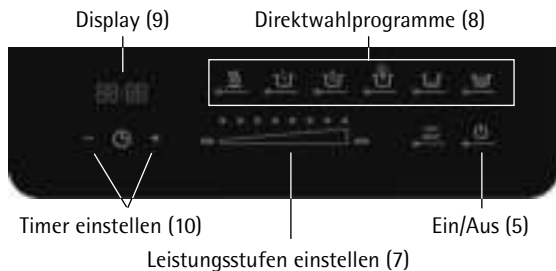 Display (9)
Direktwahlprogramme (8)
Timer einstellen (10)
Ein/Aus (5)
Leistungsstufen einstellen (7)